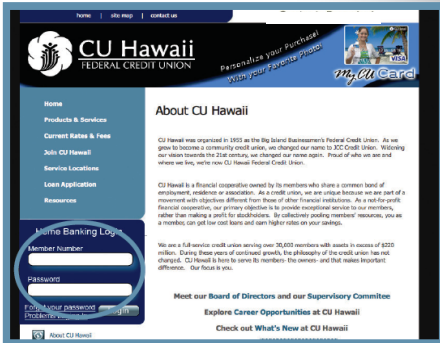 home | site map | contact us
CU Hawaii
FEDERAL CREDIT UNION
Personalize your Purchase!
With your Favorite Photo!
VISA
My CU Card
Home
Products & Services
Current Rates & Fees
Join CU Hawaii
Service Locations
Loan Application
Resources
Home Banking Login
Member Number
Password
Forgot your password
Problems Logging In
Log In
About CU Hawaii
About CU Hawaii
CU Hawaii was organized in 1955 as the Big Island Businessmen's Federal Credit Union. As we
grew to become a community credit union, we changed our name to JCC Credit Union. Widening
our vision towards the 21st century, we changed our name again. Proud of who we are and
where we live, we're now CU Hawaii Federal Credit Union.
CU Hawaii is a financial cooperative owned by its members who share a common bond of
employment, residence or association. As a credit union, we are unique because we are part of a
movement with objectives different from those of other financial institutions. As a not-for-profit
financial cooperative, our primary objective is to provide exceptional service to our members,
rather than making a profit for stockholders. By collectively pooling members' resources, you as
a member, can get low cost loans and earn higher rates on your savings.
We are a full-service credit union serving over 30,000 members with assets in excess of $220
million. During these years of continued growth, the philosophy of the credit union has not
changed. CU Hawaii is here to serve its members- the owners- and that makes important
difference. Our focus is you.
Meet our Board of Directors and our Supervisory Commitee
Explore Career Opportunities at CU Hawaii
Check out What's New at CU Hawaii